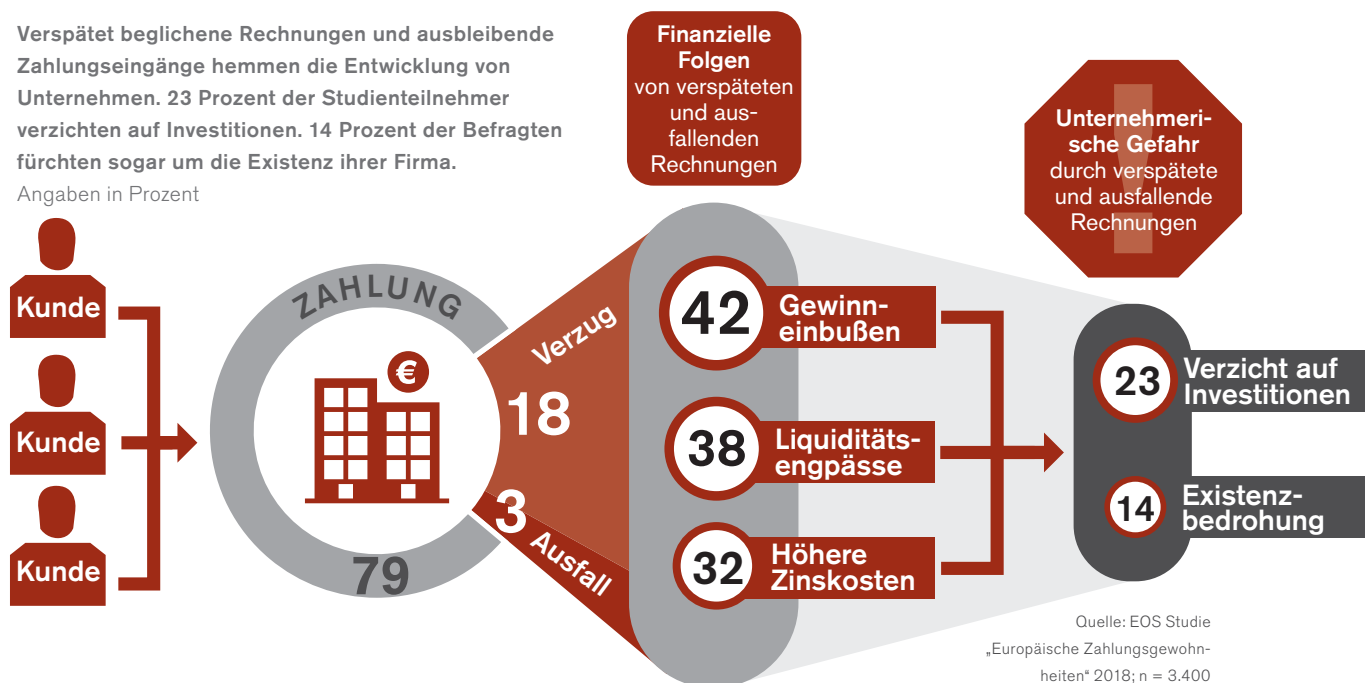 Verspätet beglichene Rechnungen und ausbleibende
Zahlungseingänge hemmen die Entwicklung von
Unternehmen. 23 Prozent der Studienteilnehmer
verzichten auf Investitionen. 14 Prozent der Befragten
fürchten sogar um die Existenz ihrer Firma.
Angaben in Prozent
Kunde
Kunde
Kunde
ZAHLUNG
€
79
Verzug
18
3
Ausfall
Finanzielle
Folgen
von verspäteten
und aus-
fallenden
Rechnungen
42
Gewinn-
einbußen
38
Liquiditäts-
engpässe
32
Höhere
Zinskosten
!
Unternehmeri-
sche Gefahr
durch verspätete
und ausfallende
Rechnungen
23
Verzicht auf
Investitionen
14
Existenz-
bedrohung
Quelle: EOS Studie
„Europäische Zahlungsgewohn-
heiten“ 2018; n = 3.400